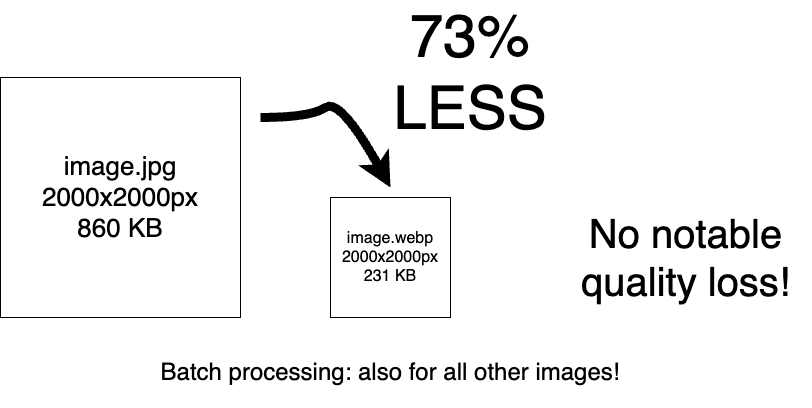 73%
LESS
image.jpg
2000x2000px
860 KB
image.webp
2000x2000px
231 KB
No notable
quality loss!
Batch processing: also for all other images!